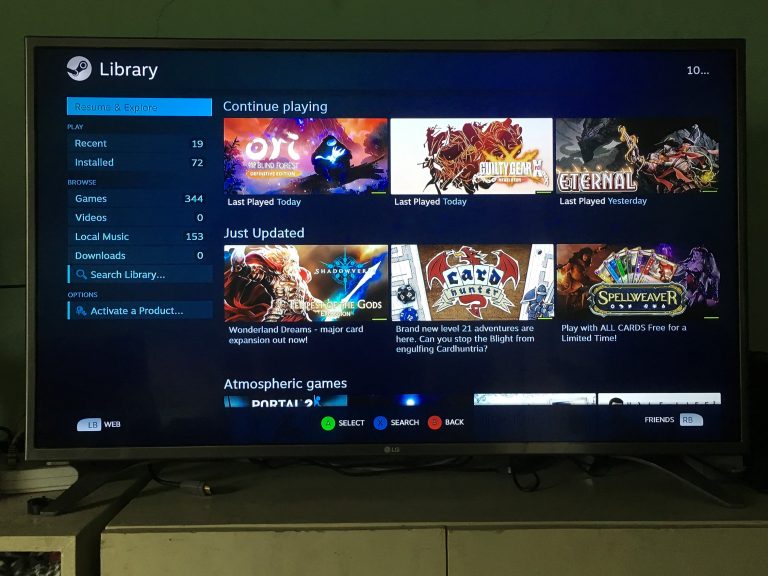 Library
10...
Resume & Explore
PLAY
Recent 19
Installed 72
BROWSE
Games 344
Videos 0
Local Music 153
Downloads 0
Search Library...
OPTIONS
Activate a Product...
Continue playing
ori
AND THE BLIND FOREST
DEFINITIVE EDITION
Last Played Today
GUILTY GEAR X
Last Played Today
ETERNAL
Last Played Yesterday
Just Updated
SHADOWVERSE
TEMPEST OF THE GODS
EXPANSION
Wonderland Dreams - major card
expansion out now!
card
hunter
Brand new level 21 adventures are
here. Can you stop the Blight from
engulfing Cardhuntria?
SPELLWEAVER
Play with ALL CARDS Free for a
Limited Time!
Atmospheric games
PORTAL 2
LB WEB
A SELECT
X SEARCH
B BACK
FRIENDS RB
LG